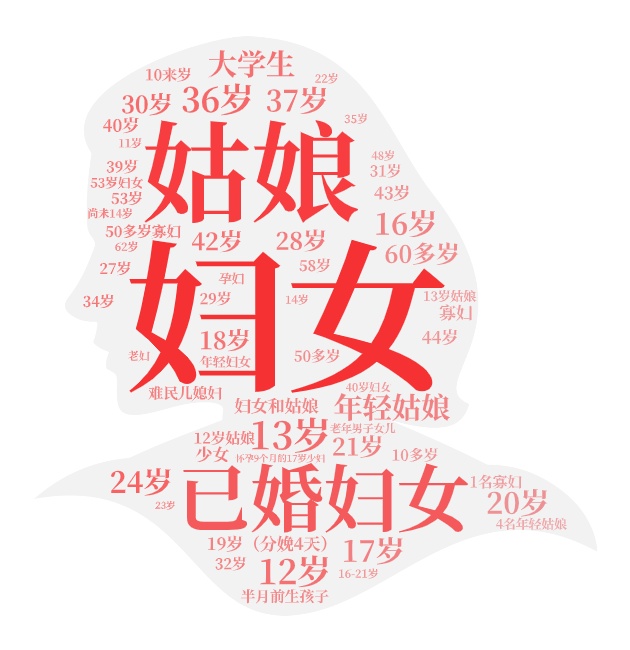 大学生
10来岁
22岁
30岁 36岁 37岁
35岁
40岁
11岁
姑娘
48岁
39岁
31岁
53岁妇女
43岁
53岁
尚未14岁
16岁
50多岁寡妇
62岁
42岁 28岁
60多岁
27岁
58岁
妇女
孕妇
34岁
29岁
14岁
13岁姑娘
寡妇
18岁
44岁
老妇
年轻妇女
50多岁
难民儿媳妇
40岁妇女
妇女和姑娘
年轻姑娘
13岁
老年男子女儿
12岁姑娘
21岁
少女
怀孕9个月的17岁少妇
10多岁
24岁
已婚妇女
1名寡妇
20岁
23岁
4名年轻姑娘
19岁（分娩4天）
17岁
32岁
12岁
16-21岁
半月前生孩子